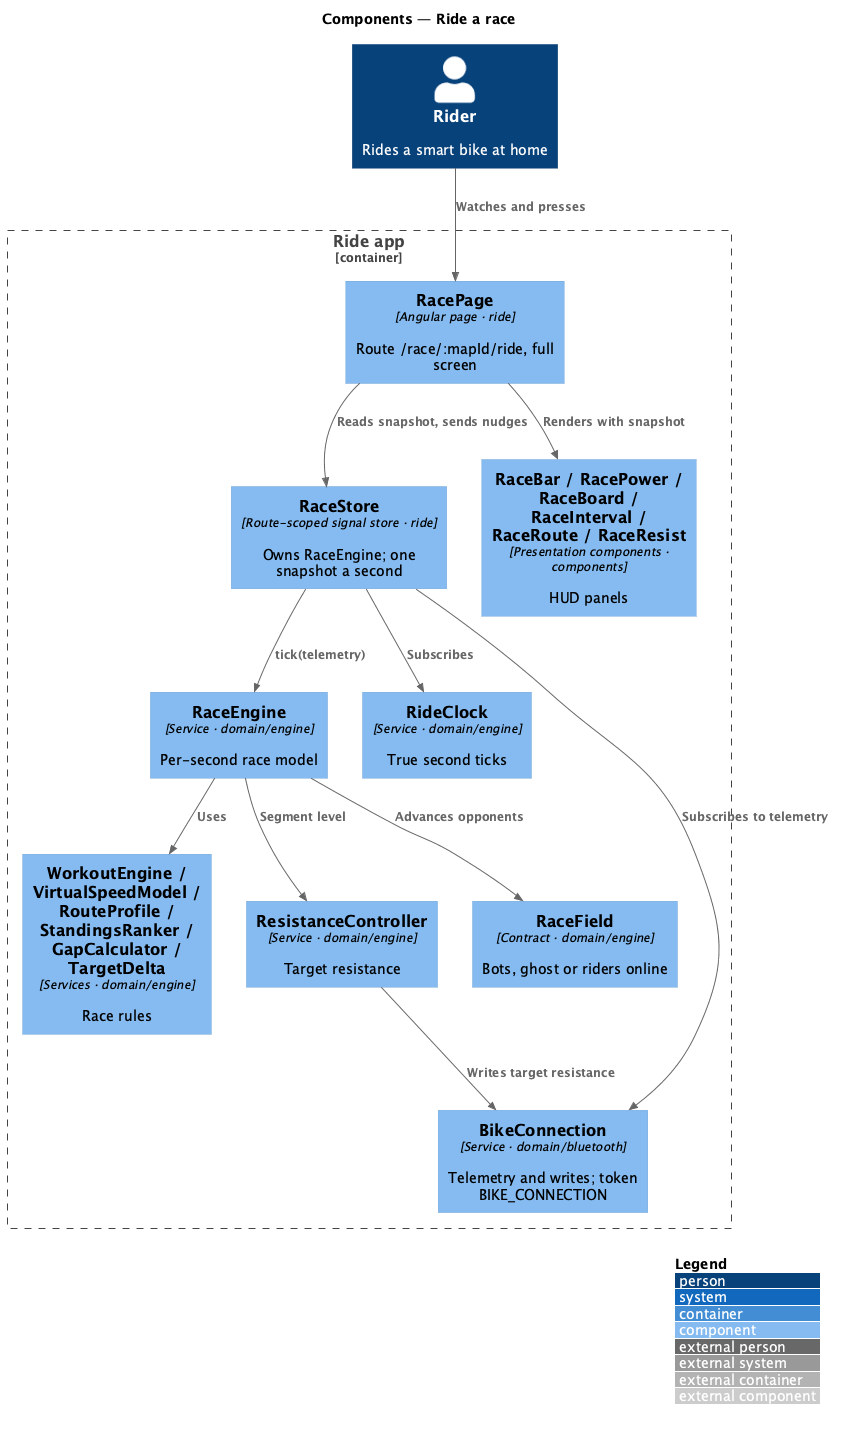 Components — Ride a race
Rider
Rides a smart bike at home
Watches and presses
Ride app
[container]
RacePage
[Angular page · ride]
Route /race/:mapId/ride, full
screen
Reads snapshot, sends nudges
Renders with snapshot
RaceStore
[Route-scoped signal store · ride]
Owns RaceEngine; one
snapshot a second
RaceBar / RacePower /
RaceBoard /
RaceInterval /
RaceRoute / RaceResist
[Presentation components ·
components]
HUD panels
tick(telemetry)
Subscribes
RaceEngine
[Service · domain/engine]
Per-second race model
RideClock
[Service · domain/engine]
True second ticks
Uses
Segment level
Advances opponents
Subscribes to telemetry
WorkoutEngine /
VirtualSpeedModel /
RouteProfile /
StandingsRanker /
GapCalculator /
TargetDelta
[Services · domain/engine]
Race rules
ResistanceController
[Service · domain/engine]
Target resistance
RaceField
[Contract · domain/engine]
Bots, ghost or riders online
Writes target resistance
BikeConnection
[Service · domain/bluetooth]
Telemetry and writes; token
BIKE_CONNECTION
Legend
person
system
container
component
external person
external system
external container
external component